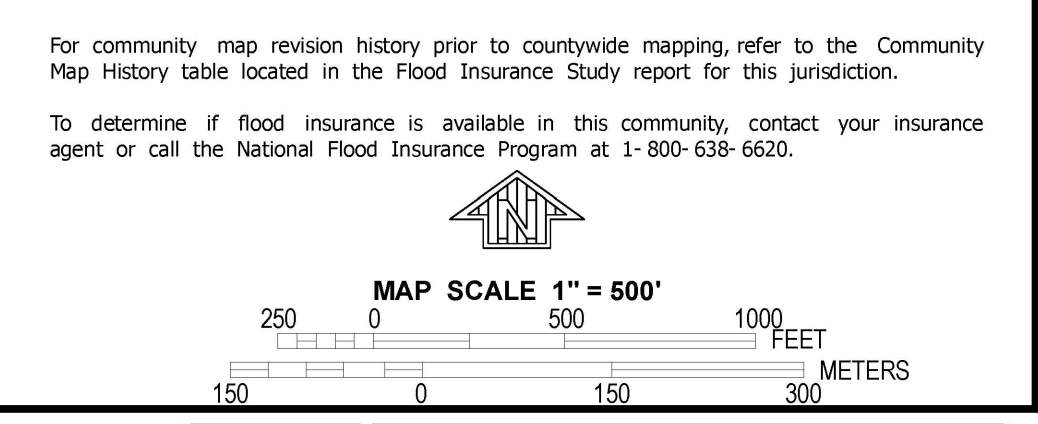 For community map revision history prior to countywide mapping, refer to the Community
Map History table located in the Flood Insurance Study report for this jurisdiction.
To determine if flood insurance is available in this community, contact your insurance
agent or call the National Flood Insurance Program at 1- 800- 638- 6620.
N
MAP SCALE 1" = 500'
250 0 500 1000
FEET
METERS
150 0 150 300